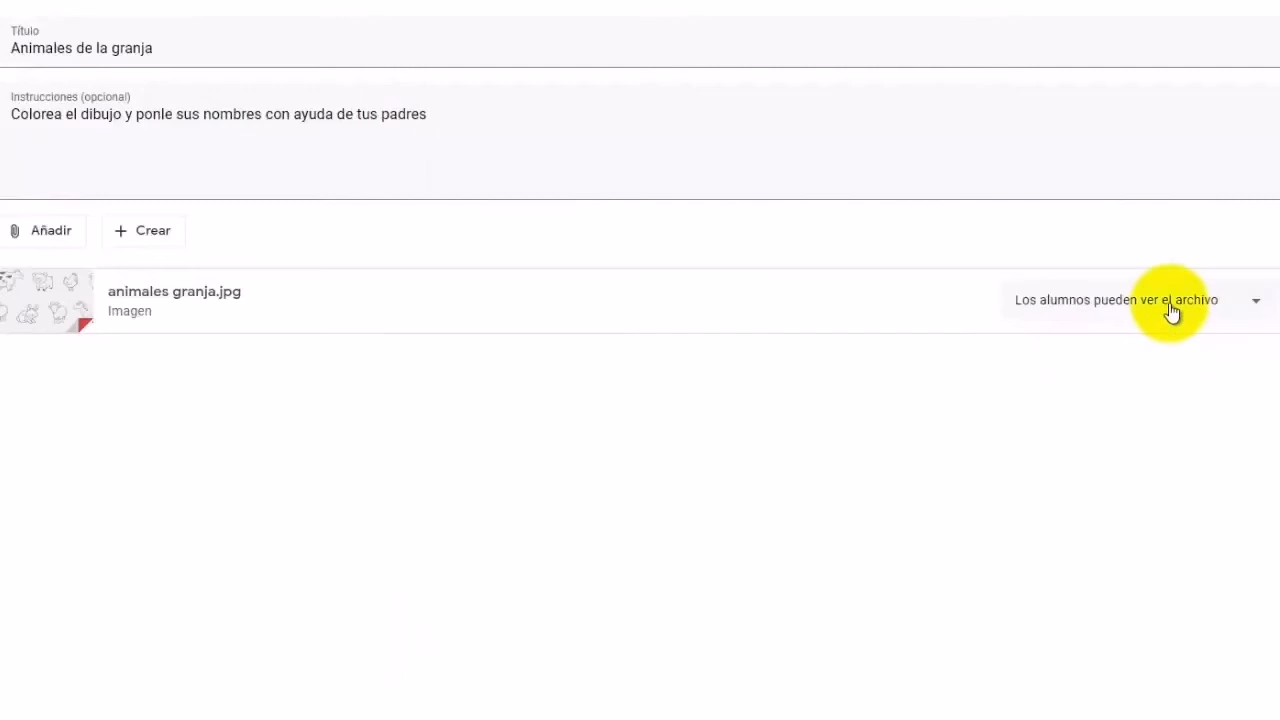 Título
Animales de la granja
Instrucciones (opcional)
Colorea el dibujo y ponle sus nombres con ayuda de tus padres
Añadir
Crear
animales granja.jpg
Los alumnos pueden ver el archivo
Imagen